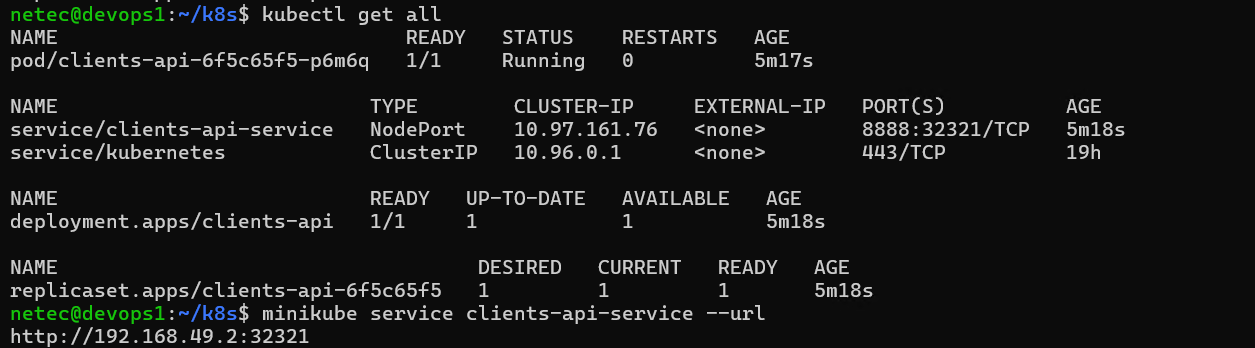 netec@devops1:~/k8s$ kubectl get all
NAME                             READY   STATUS    RESTARTS   AGE
pod/clients-api-6f5c65f5-p6m6q   1/1     Running   0          5m17s

NAME                          TYPE        CLUSTER-IP     EXTERNAL-IP   PORT(S)          AGE
service/clients-api-service   NodePort    10.97.161.76   <none>        8888:32321/TCP   5m18s
service/kubernetes            ClusterIP   10.96.0.1      <none>        443/TCP          19h

NAME                          READY   UP-TO-DATE   AVAILABLE   AGE
deployment.apps/clients-api   1/1     1            1           5m18s

NAME                                   DESIRED   CURRENT   READY   AGE
replicaset.apps/clients-api-6f5c65f5   1         1         1       5m18s
netec@devops1:~/k8s$ minikube service clients-api-service --url
http://192.168.49.2:32321